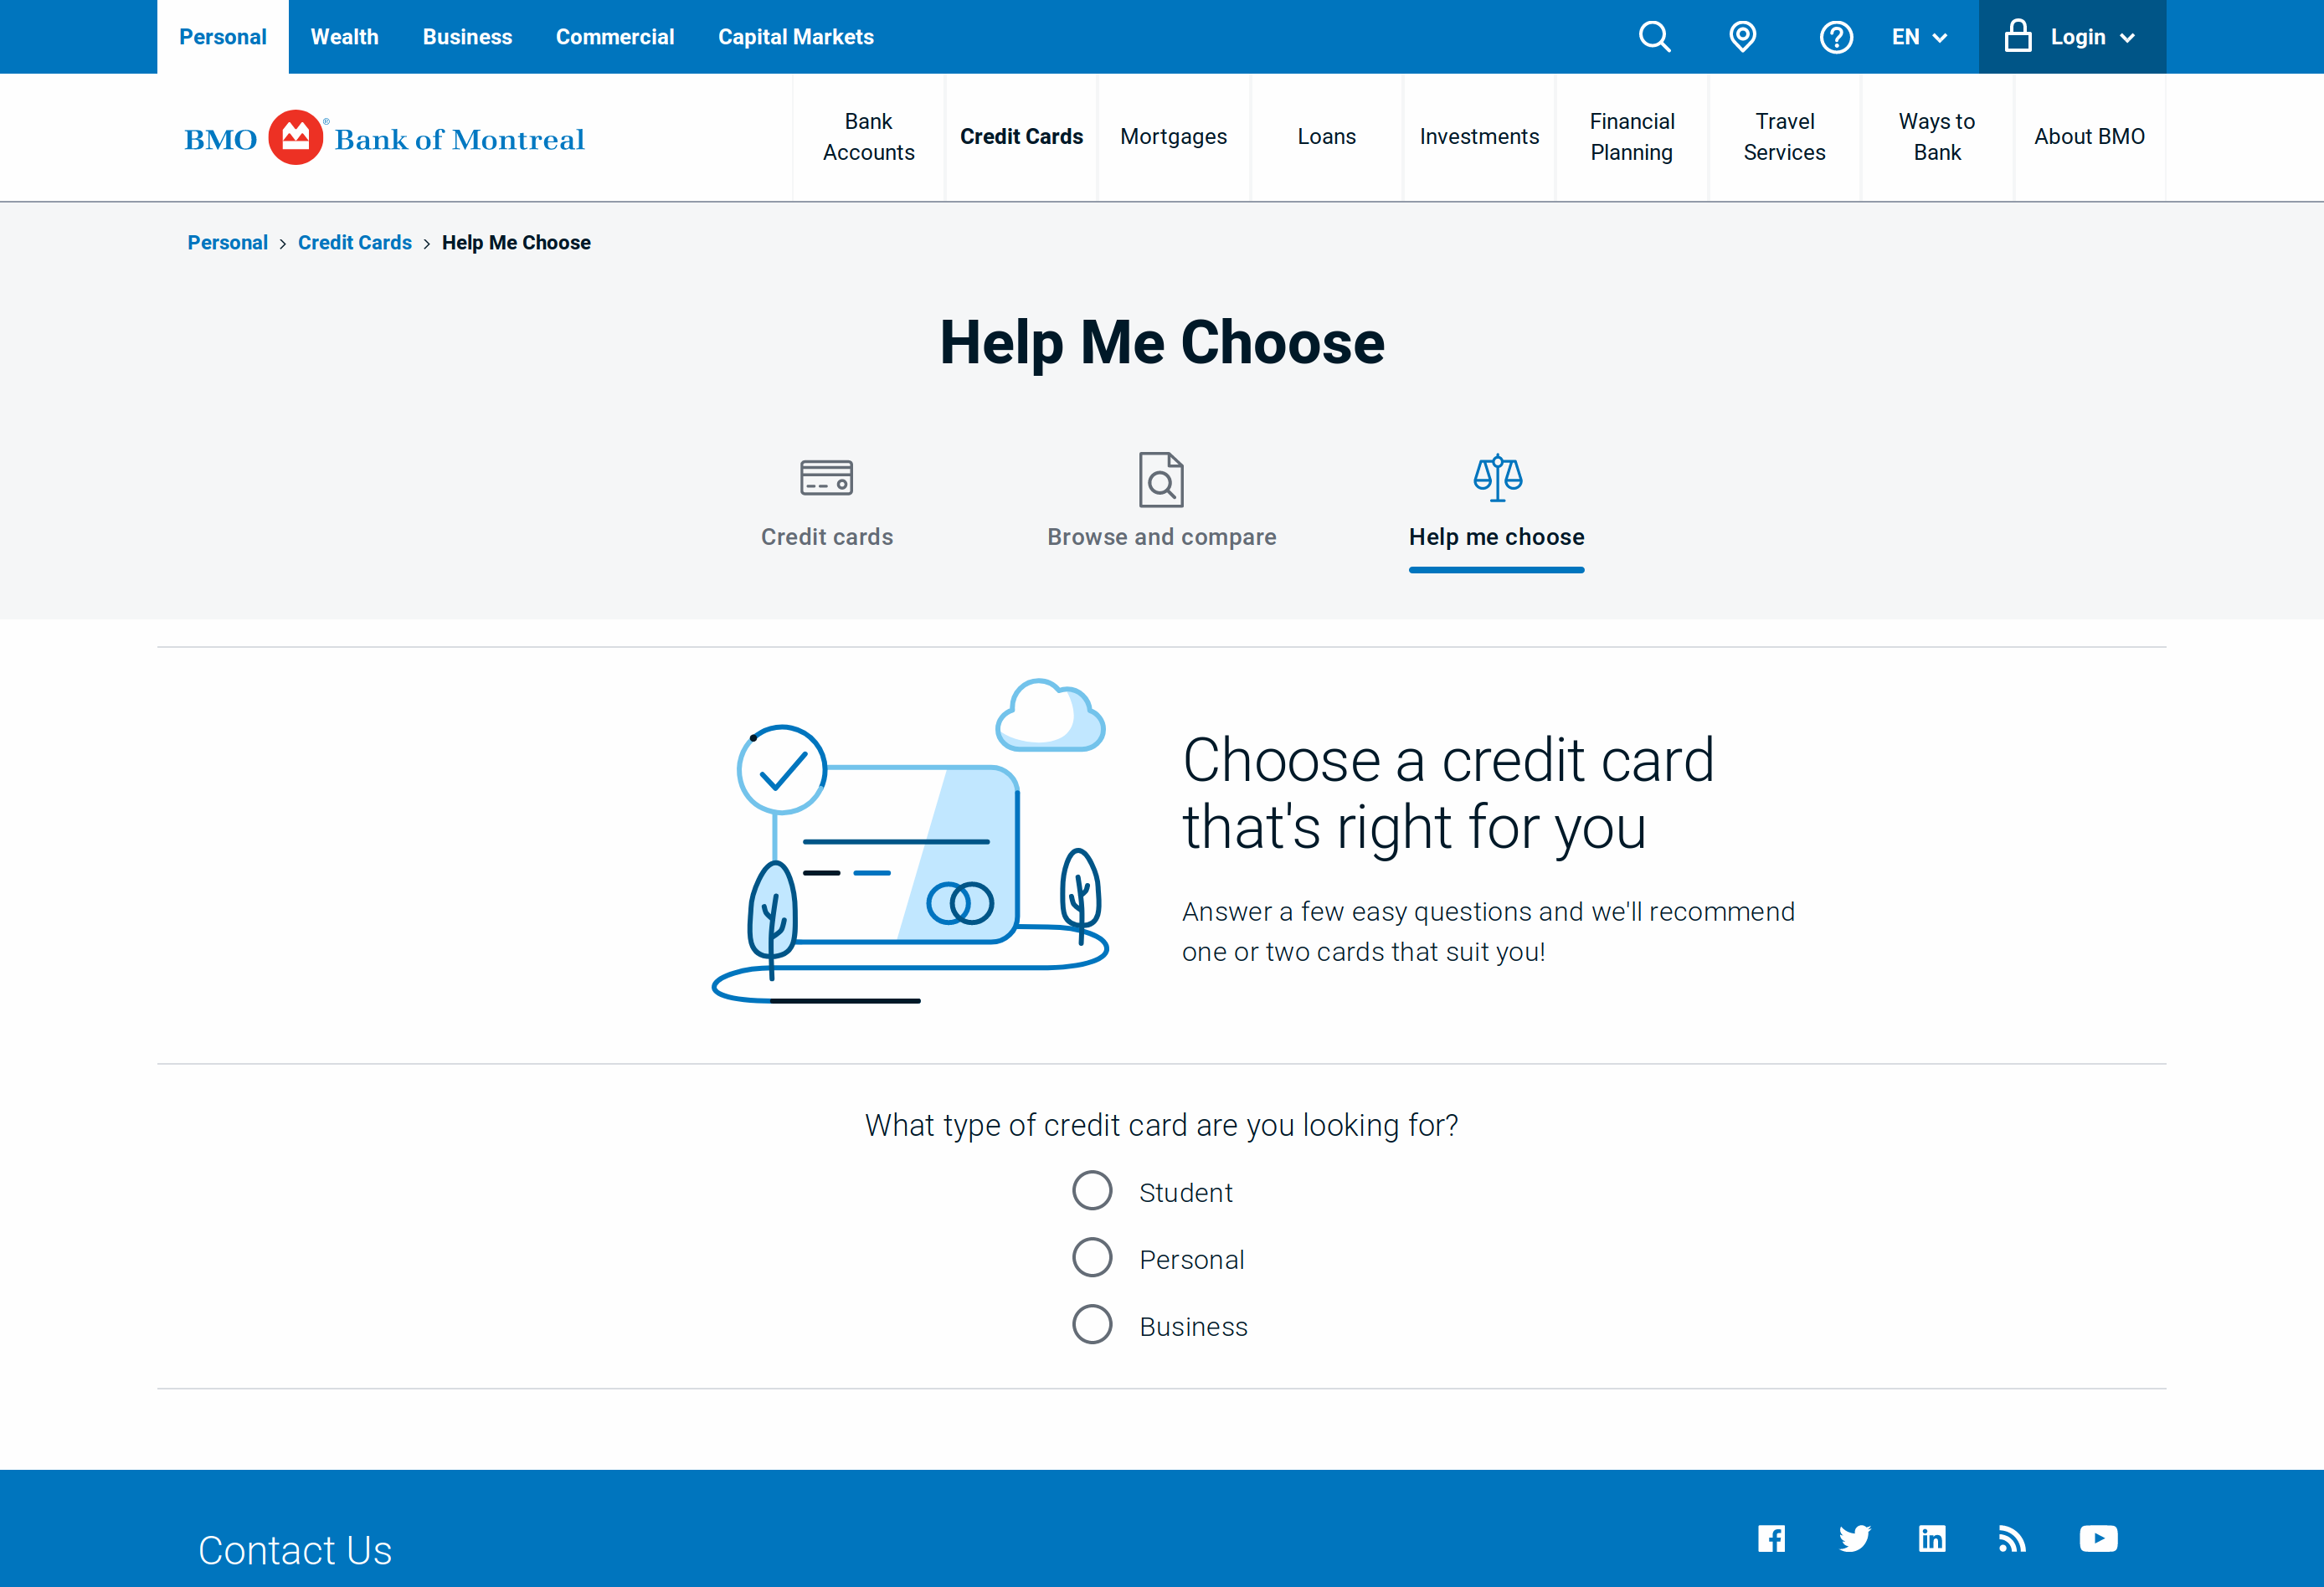 Personal Wealth Business Commercial Capital Markets EN Login
BMO ® Bank of Montreal
Bank
Accounts
Credit Cards
Mortgages
Loans
Investments
Financial
Planning
Travel
Services
Ways to
Bank
About BMO
Personal > Credit Cards > Help Me Choose
Help Me Choose
Credit cards
Browse and compare
Help me choose
Choose a credit card
that's right for you
Answer a few easy questions and we'll recommend
one or two cards that suit you!
What type of credit card are you looking for?
Student
Personal
Business
Contact Us